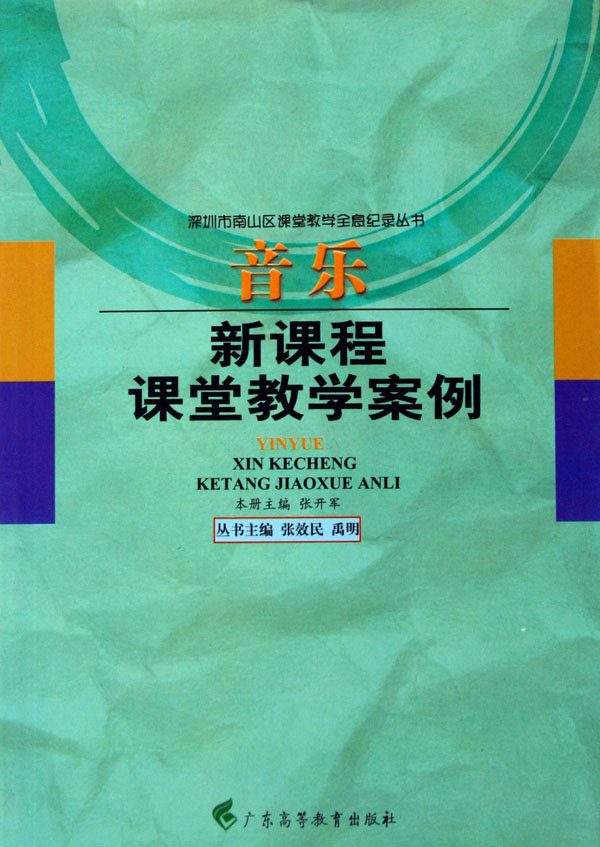 深圳市南山区课堂教学全息纪录丛书
音乐
新课程
课堂教学案例
YINYUE
XIN KECHENG
KETANG JIAOXUE ANLI
本册主编 张开军
丛书主编 张效民 禹明
广东高等教育出版社